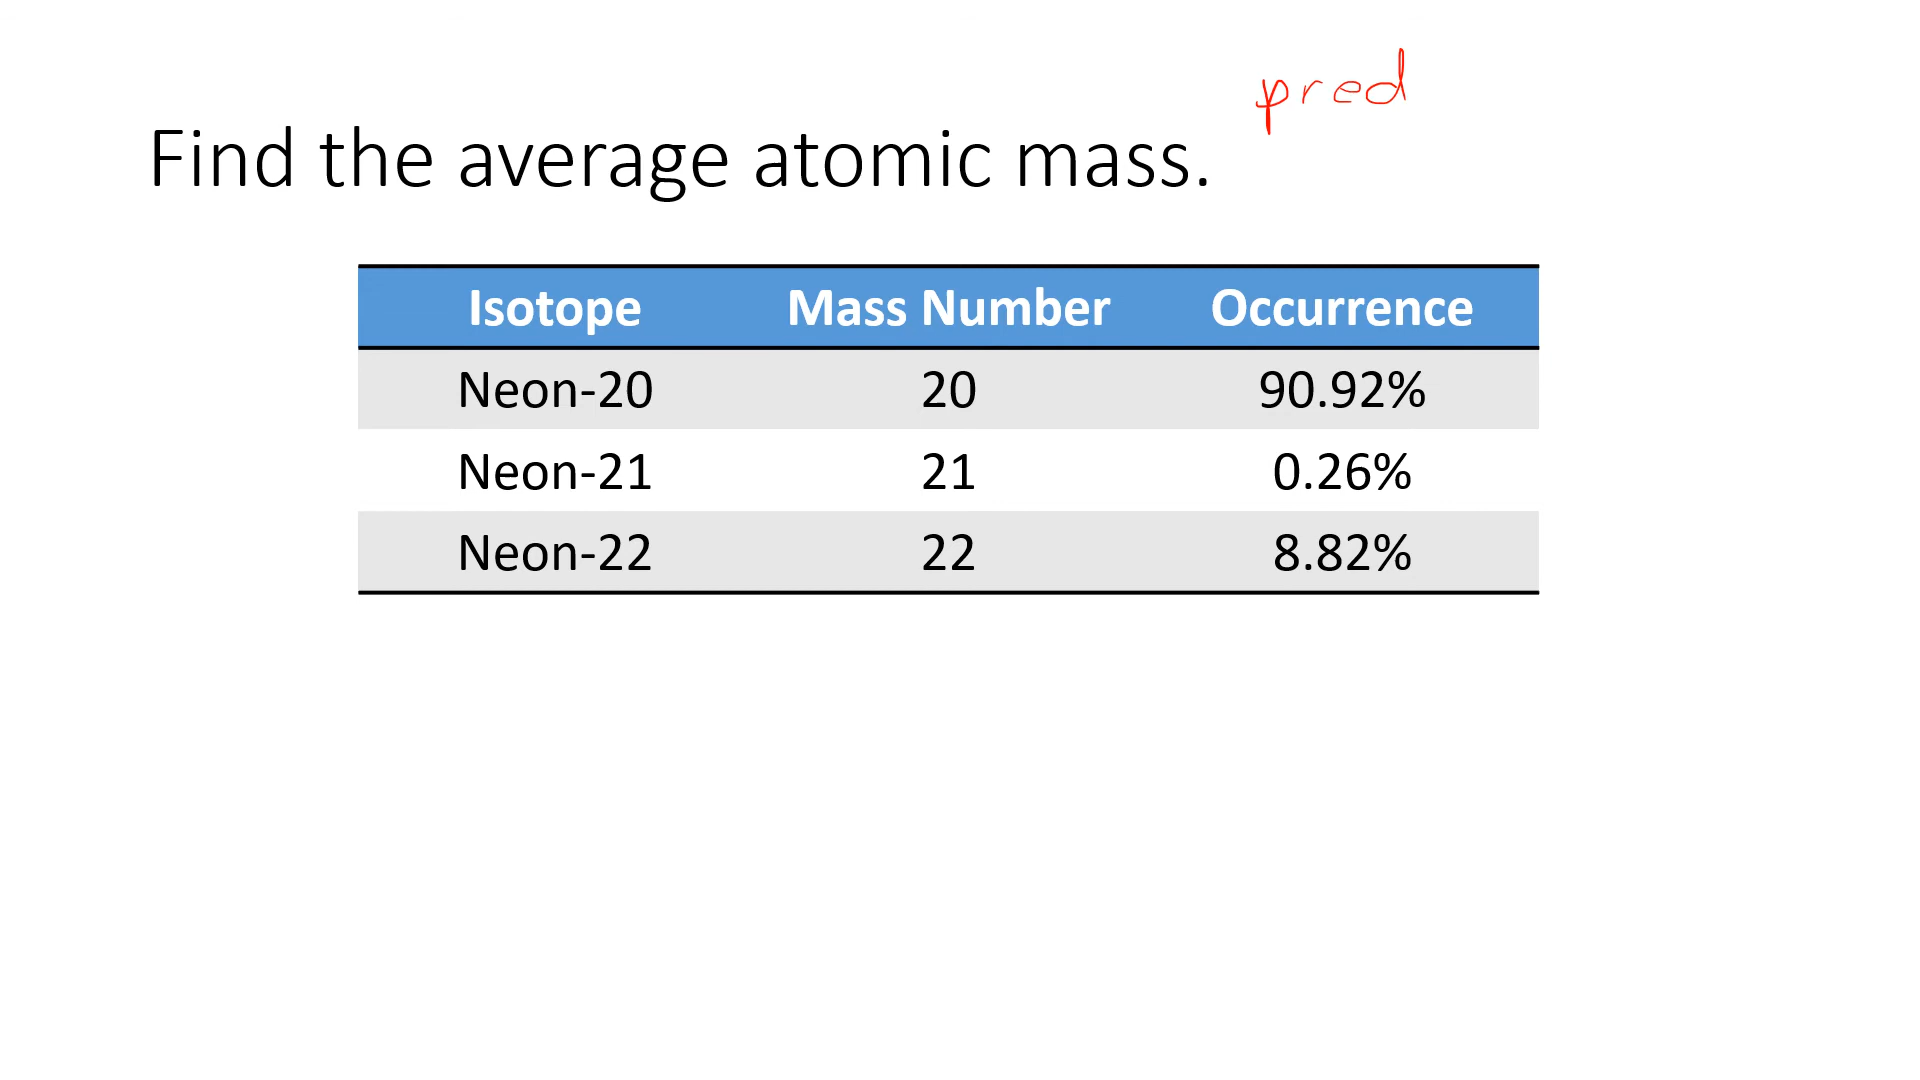 pred
Find the average atomic mass.
Isotope Mass Number Occurrence
Neon-20 20 90.92%
Neon-21 21 0.26%
Neon-22 22 8.82%